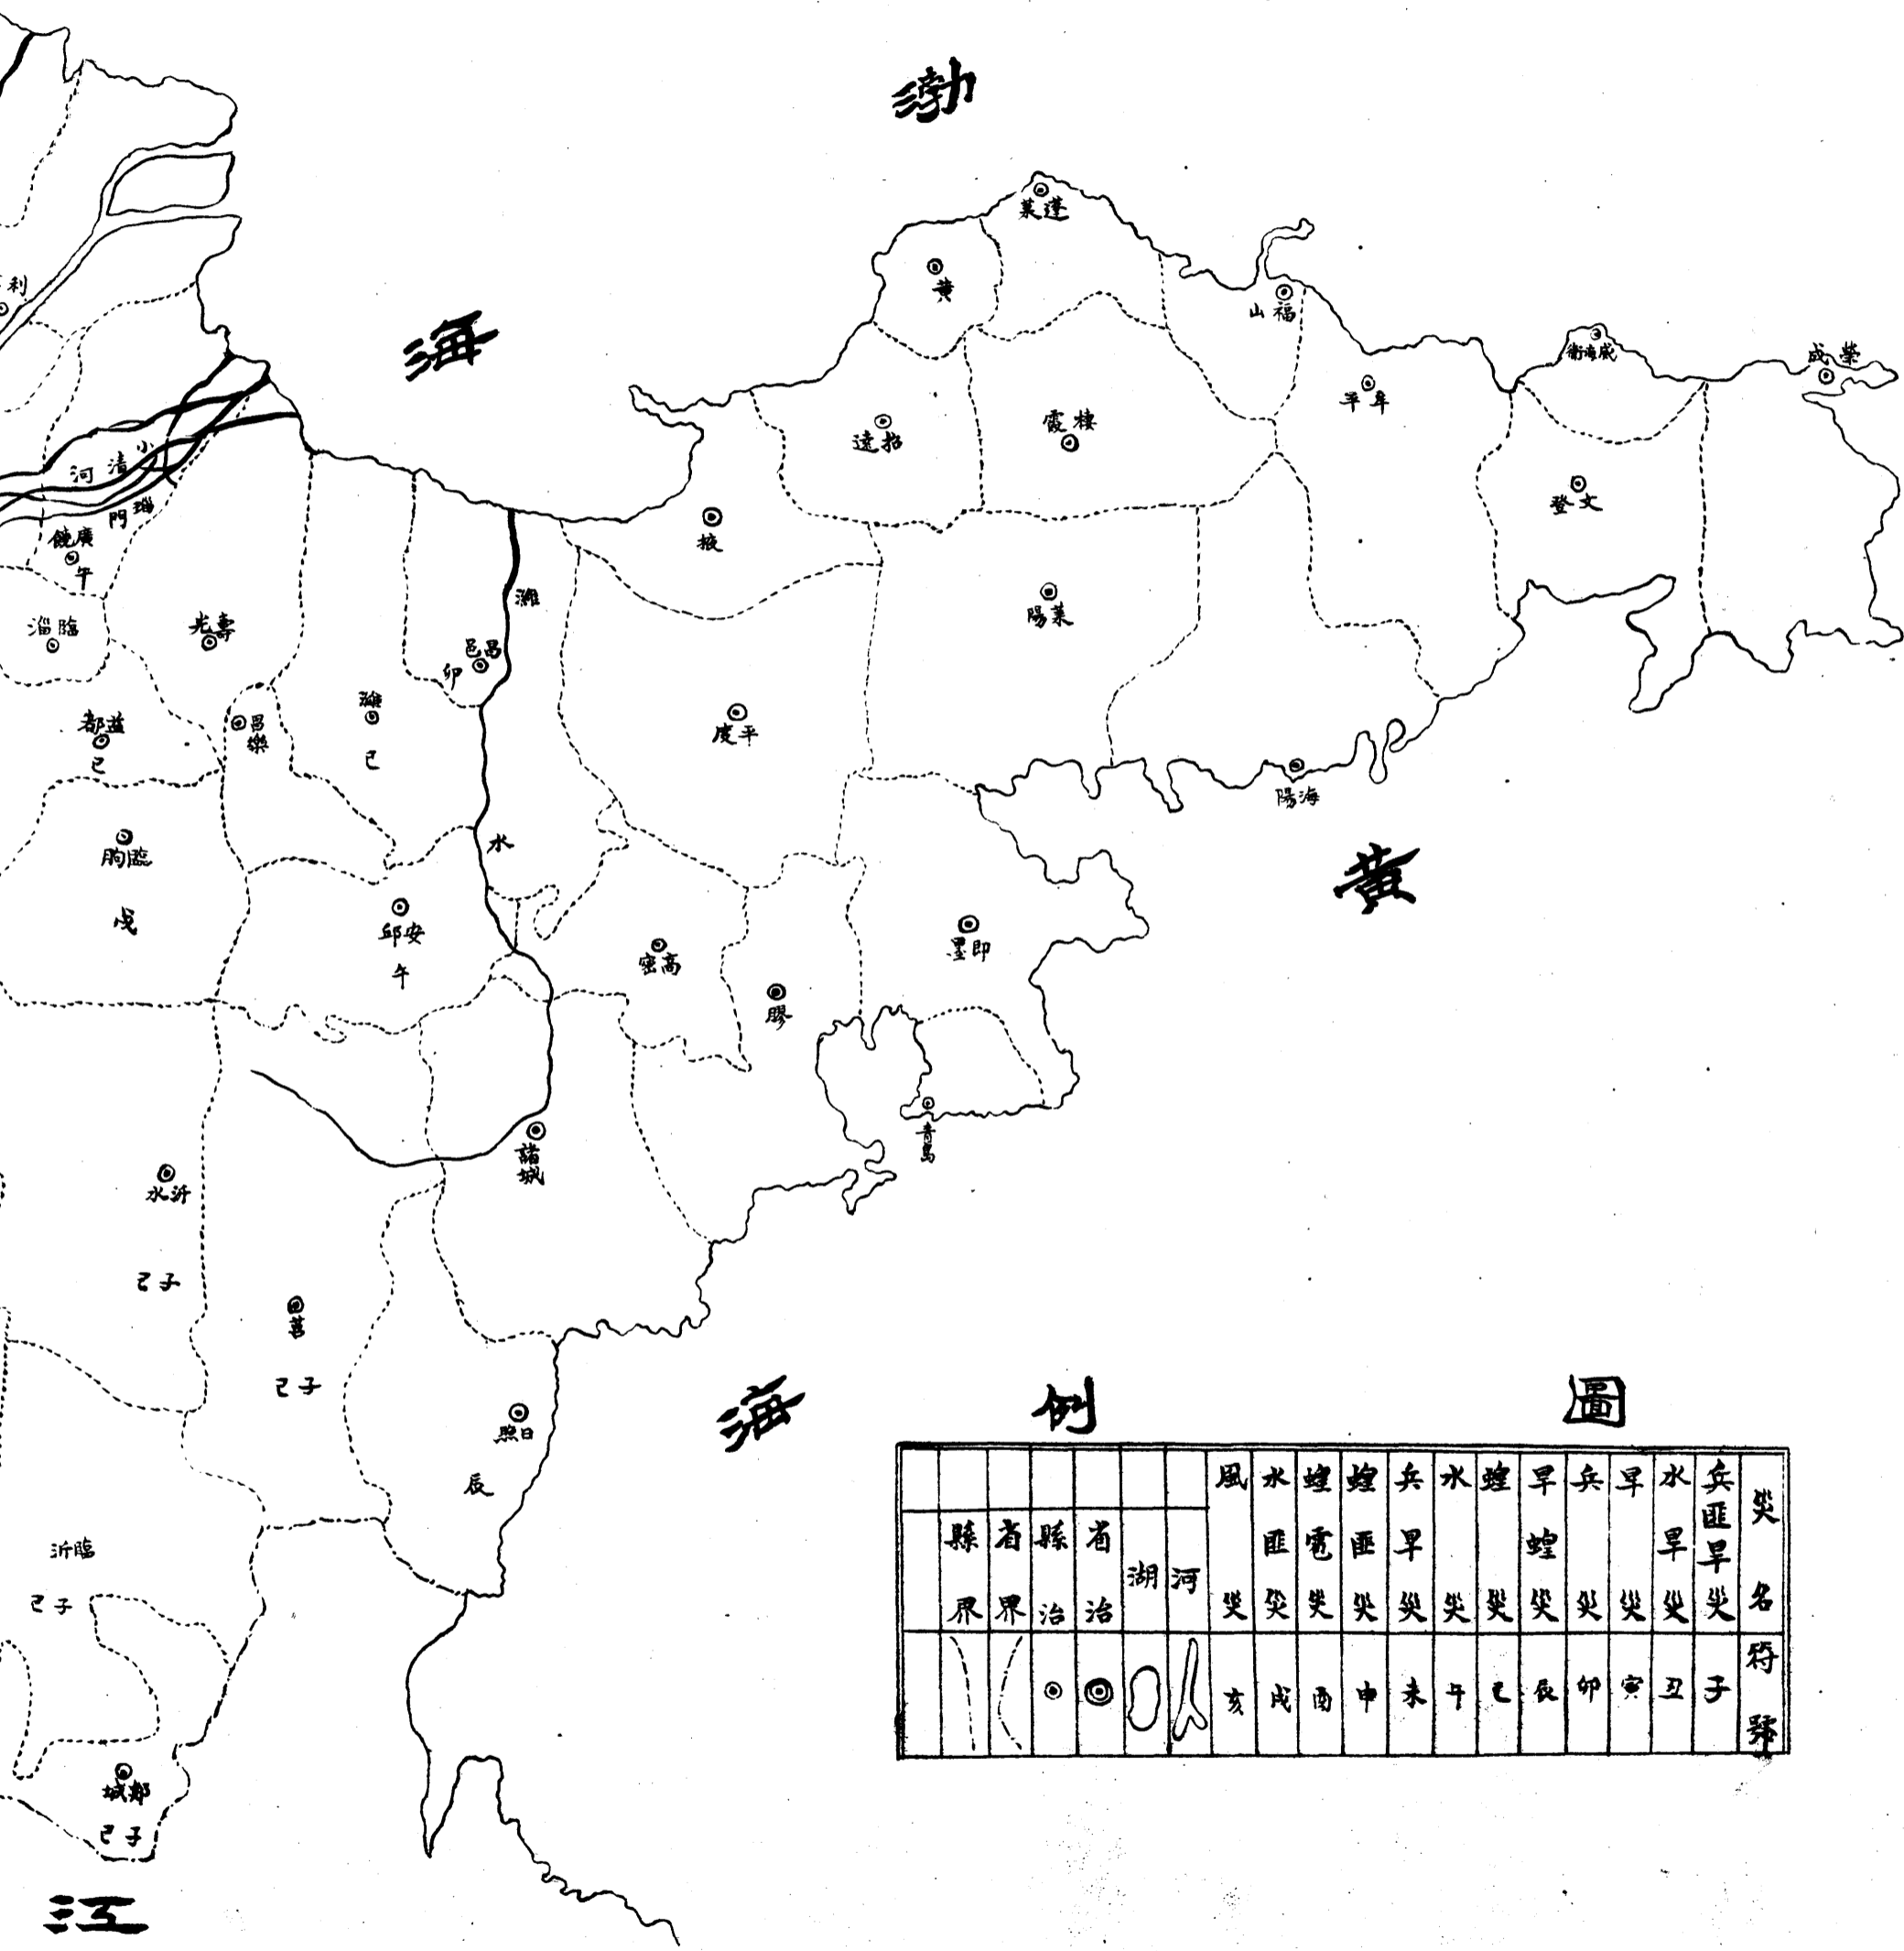 渤海
蓬萊
黃
福山
威海衛
榮成
利
牟平
招遠
棲霞
文登
小清河
掖
廣饒
午
萊陽
臨淄
壽光
昌邑
卯
濰水
益都
巳
昌樂
濰
巳
平度
海陽
黃海
臨朐
戌
安邱
午
高密
膠
即墨
青島
諸城
沂水
子巳
莒
子巳
日照
辰
臨沂
子巳
郯城
子巳
江
圖例
災名 符號
兵匪旱災 子
水旱災 丑
旱災 寅
兵災 卯
旱蝗災 辰
蝗災 巳
水災 午
兵旱災 未
蝗匪災 申
蝗雹災 酉
水匪災 戌
風災 亥
河
湖
省治
縣治
省界
縣界